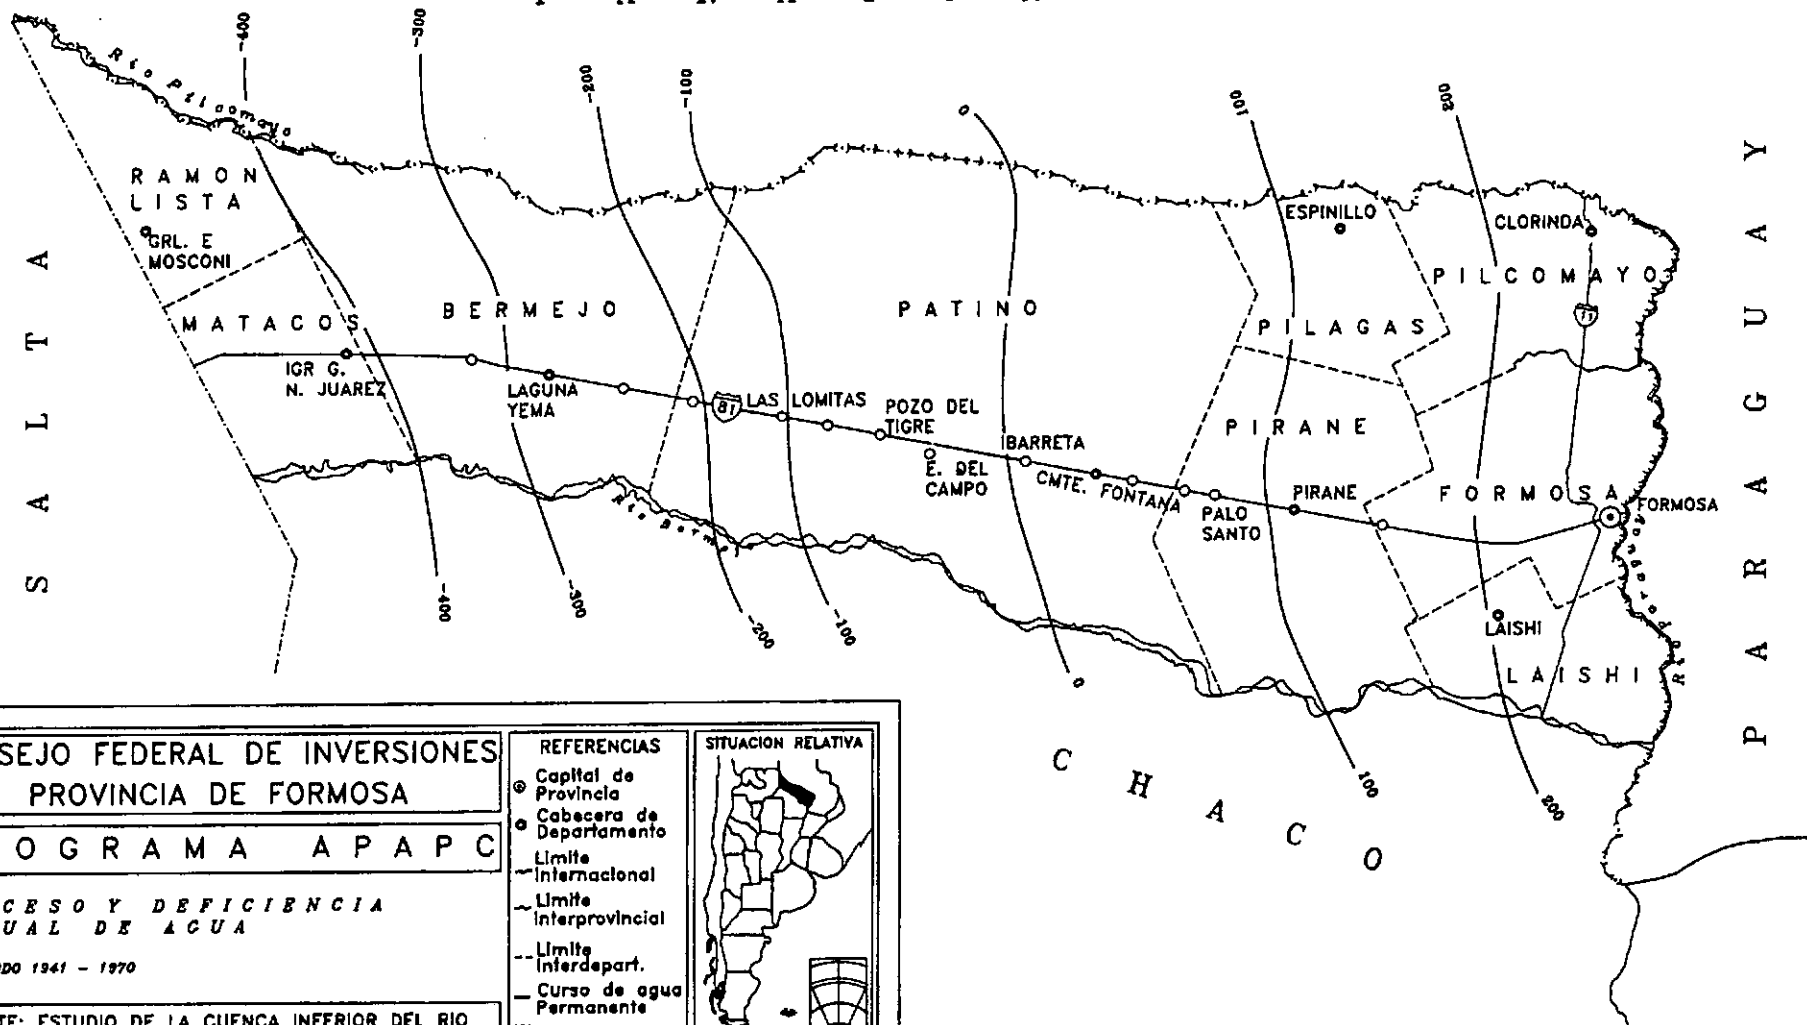 -400
-300
-200
-100
0
100
200
Río Pilcomayo
RAMON
LISTA
GRL. E
MOSCONI
SALTA
MATACOS
IGR G.
N. JUAREZ
BERMEJO
LAGUNA
YEMA
81
LAS LOMITAS
PATINO
POZO DEL
TIGRE
E. DEL
CAMPO
IBARRETA
CMTE. FONTANA
PALO
SANTO
PIRANE
PIRANE
PILAGAS
ESPINILLO
CLORINDA
PILCOMAYO
11
FORMOSA
FORMOSA
LAISHI
LAISHI
Río Paraguay
PARAGUAY
Río Bermejo
CHACO
-400
-300
-200
-100
0
100
200
SEJO FEDERAL DE INVERSIONES
PROVINCIA DE FORMOSA
OGRAMA APAPC
CESO Y DEFICIENCIA
UAL DE AGUA
DO 1941 - 1970
TE: ESTUDIO DE LA CUENCA INFERIOR DEL RIO
REFERENCIAS
Capital de
Provincia
Cabecera de
Departamento
Limite
Internacional
Limite
Interprovincial
Limite
Interdepart.
Curso de agua
Permanente
SITUACION RELATIVA